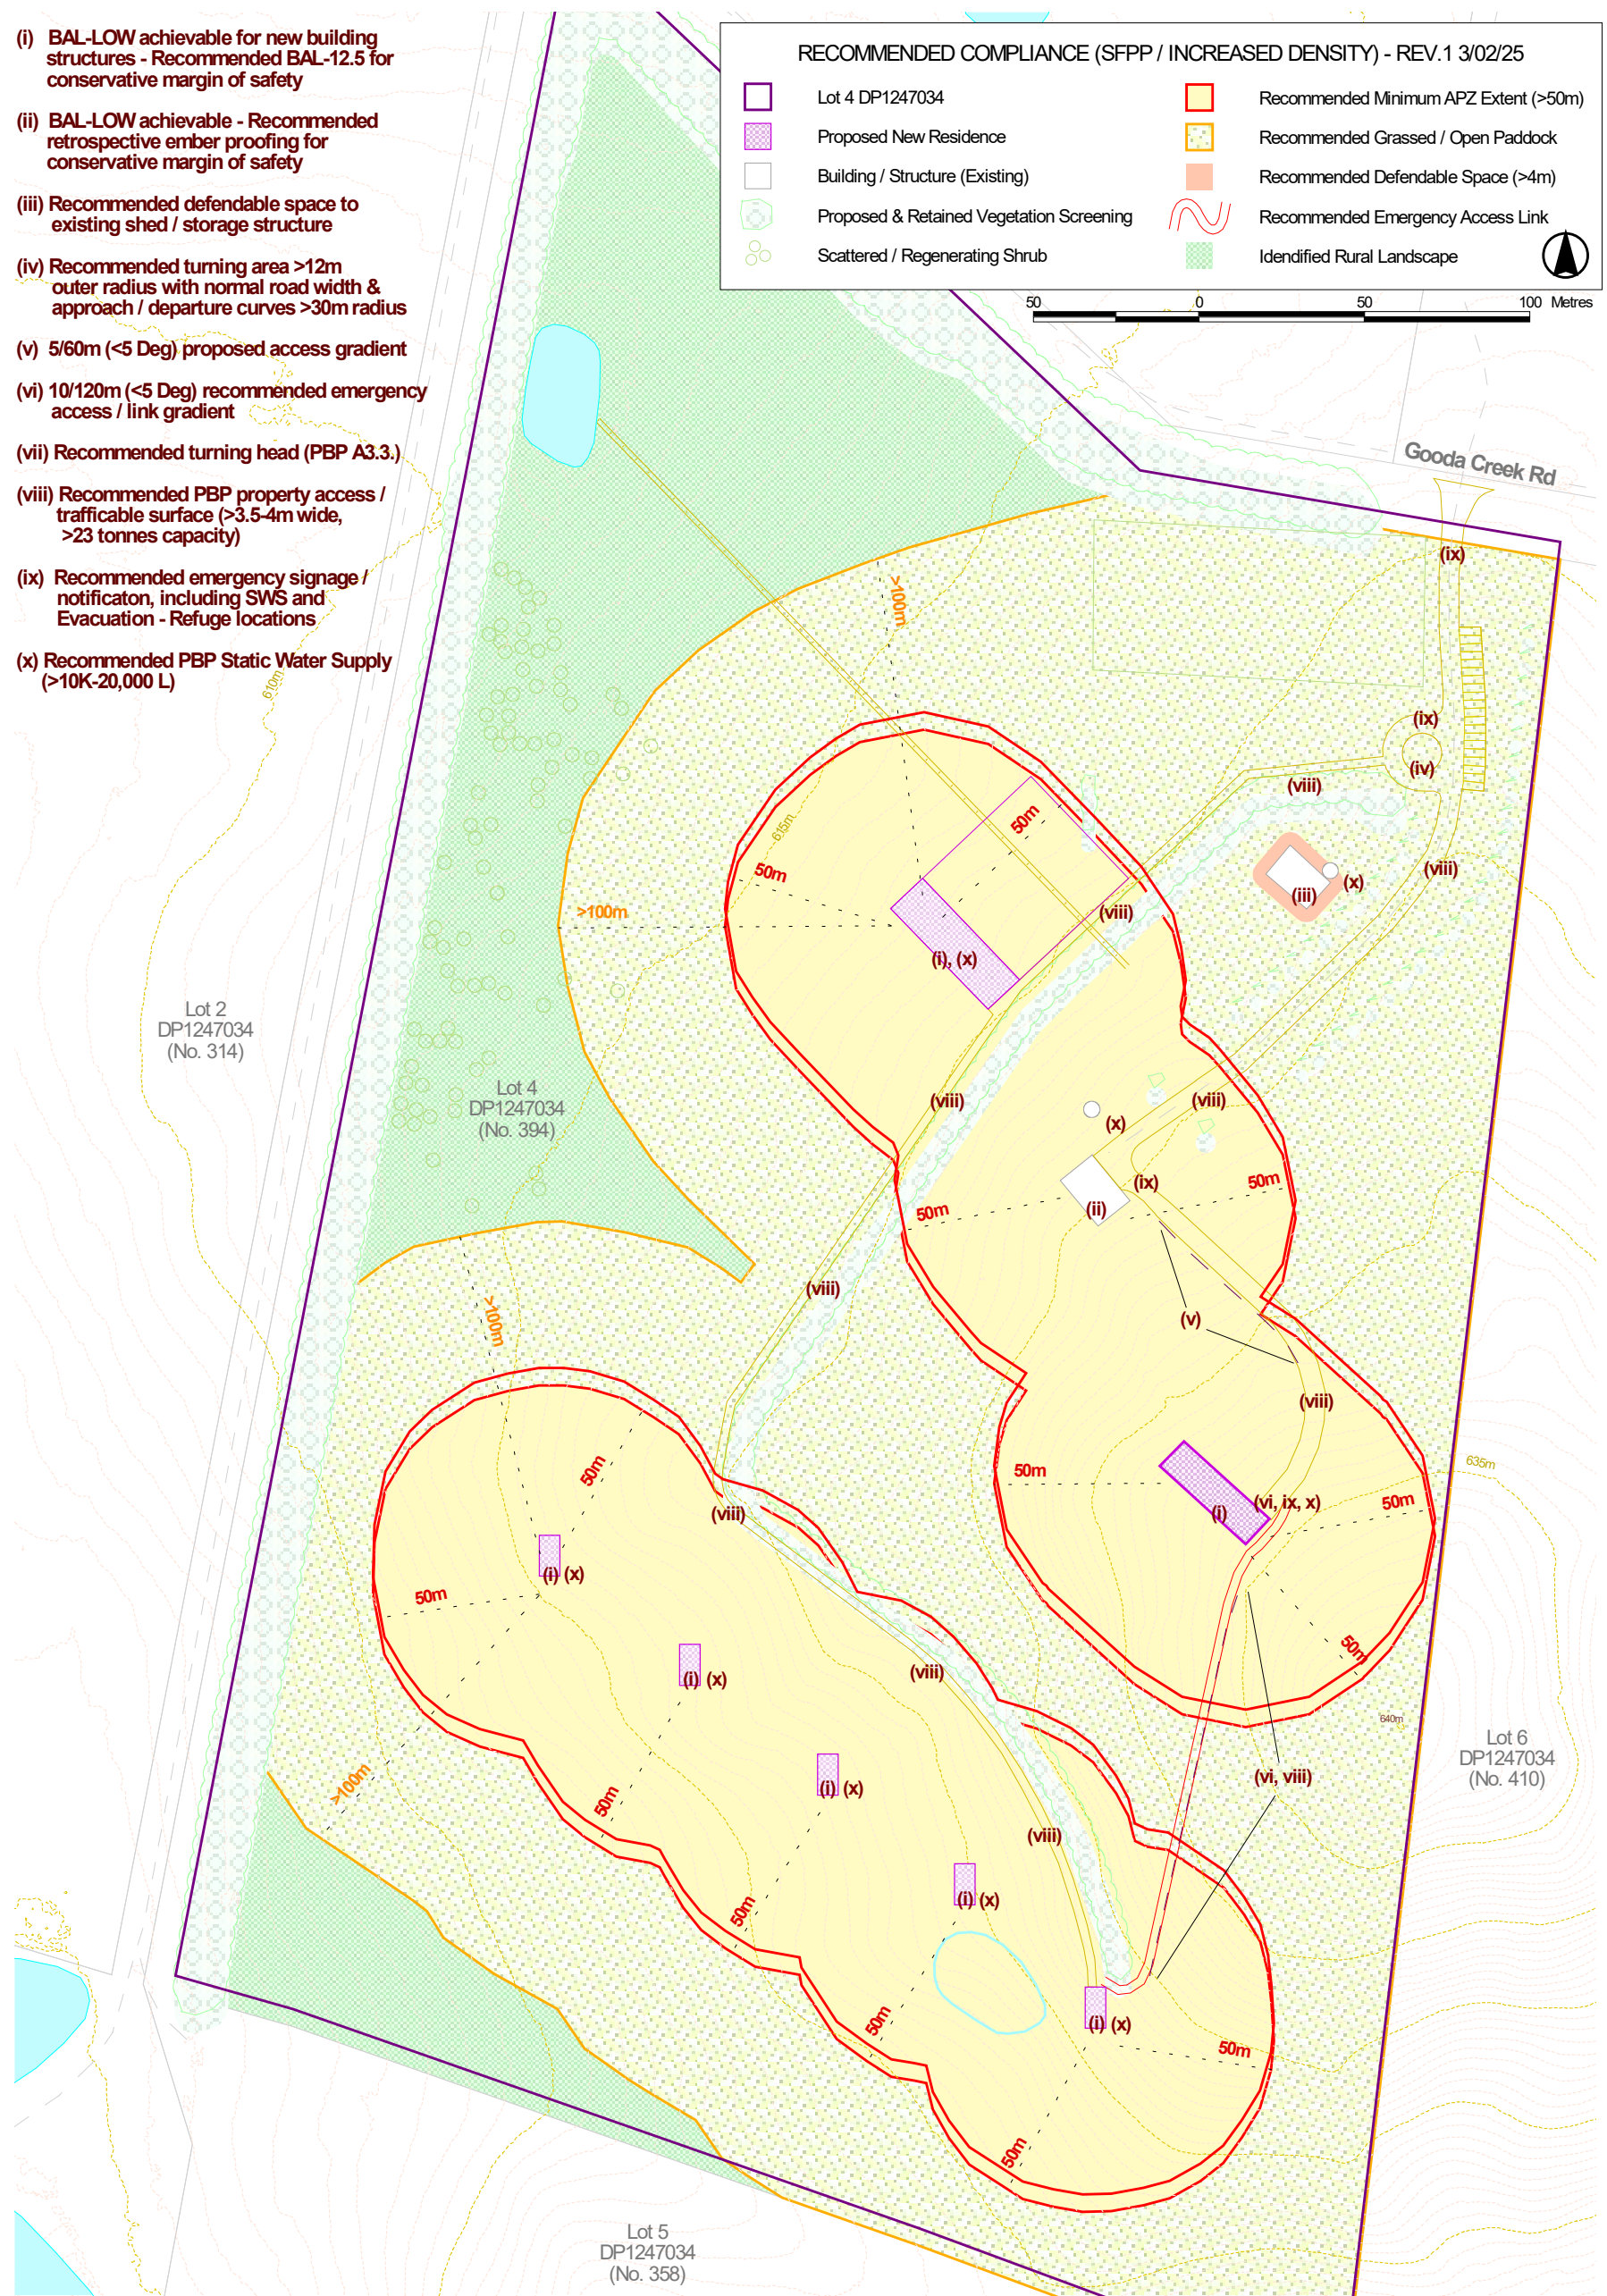 (i) BAL-LOW achievable for new building
structures - Recommended BAL-12.5 for
conservative margin of safety
(ii) BAL-LOW achievable - Recommended
retrospective ember proofing for
conservative margin of safety
(iii) Recommended defendable space to
existing shed / storage structure
(iv) Recommended turning area >12m
outer radius with normal road width &
approach / departure curves >30m radius
(v) 5/60m (<5 Deg) proposed access gradient
(vi) 10/120m (<5 Deg) recommended emergency
access / link gradient
(vii) Recommended turning head (PBP A3.3.)
(viii) Recommended PBP property access /
trafficable surface (>3.5-4m wide,
>23 tonnes capacity)
(ix) Recommended emergency signage /
notificaton, including SWS and
Evacuation - Refuge locations
(x) Recommended PBP Static Water Supply
(>10K-20,000 L)
RECOMMENDED COMPLIANCE (SFPP / INCREASED DENSITY) - REV.1 3/02/25
Lot 4 DP1247034
Proposed New Residence
Building / Structure (Existing)
Proposed & Retained Vegetation Screening
Scattered / Regenerating Shrub
Recommended Minimum APZ Extent (>50m)
Recommended Grassed / Open Paddock
Recommended Defendable Space (>4m)
Recommended Emergency Access Link
Idendified Rural Landscape
50 0 50 100 Metres
Gooda Creek Rd
(ix)
>100m
610m
(ix)
(iv)
(viii)
50m
615m
50m
(viii)
(x)
(iii)
>100m
(viii)
(i), (x)
Lot 2
DP1247034
(No. 314)
Lot 4
DP1247034
(No. 394)
(viii)
(viii)
(x)
(ix)
50m
(ii)
50m
(viii)
>100m
(v)
(viii)
50m
50m
635m
(viii)
(i)
(vi, ix, x)
50m
(i) (x)
50m
50m
(i) (x)
(viii)
640m
Lot 6
DP1247034
(No. 410)
>100m
(i) (x)
(vi, viii)
50m
(viii)
(i) (x)
50m
50m
(i) (x)
50m
50m
Lot 5
DP1247034
(No. 358)